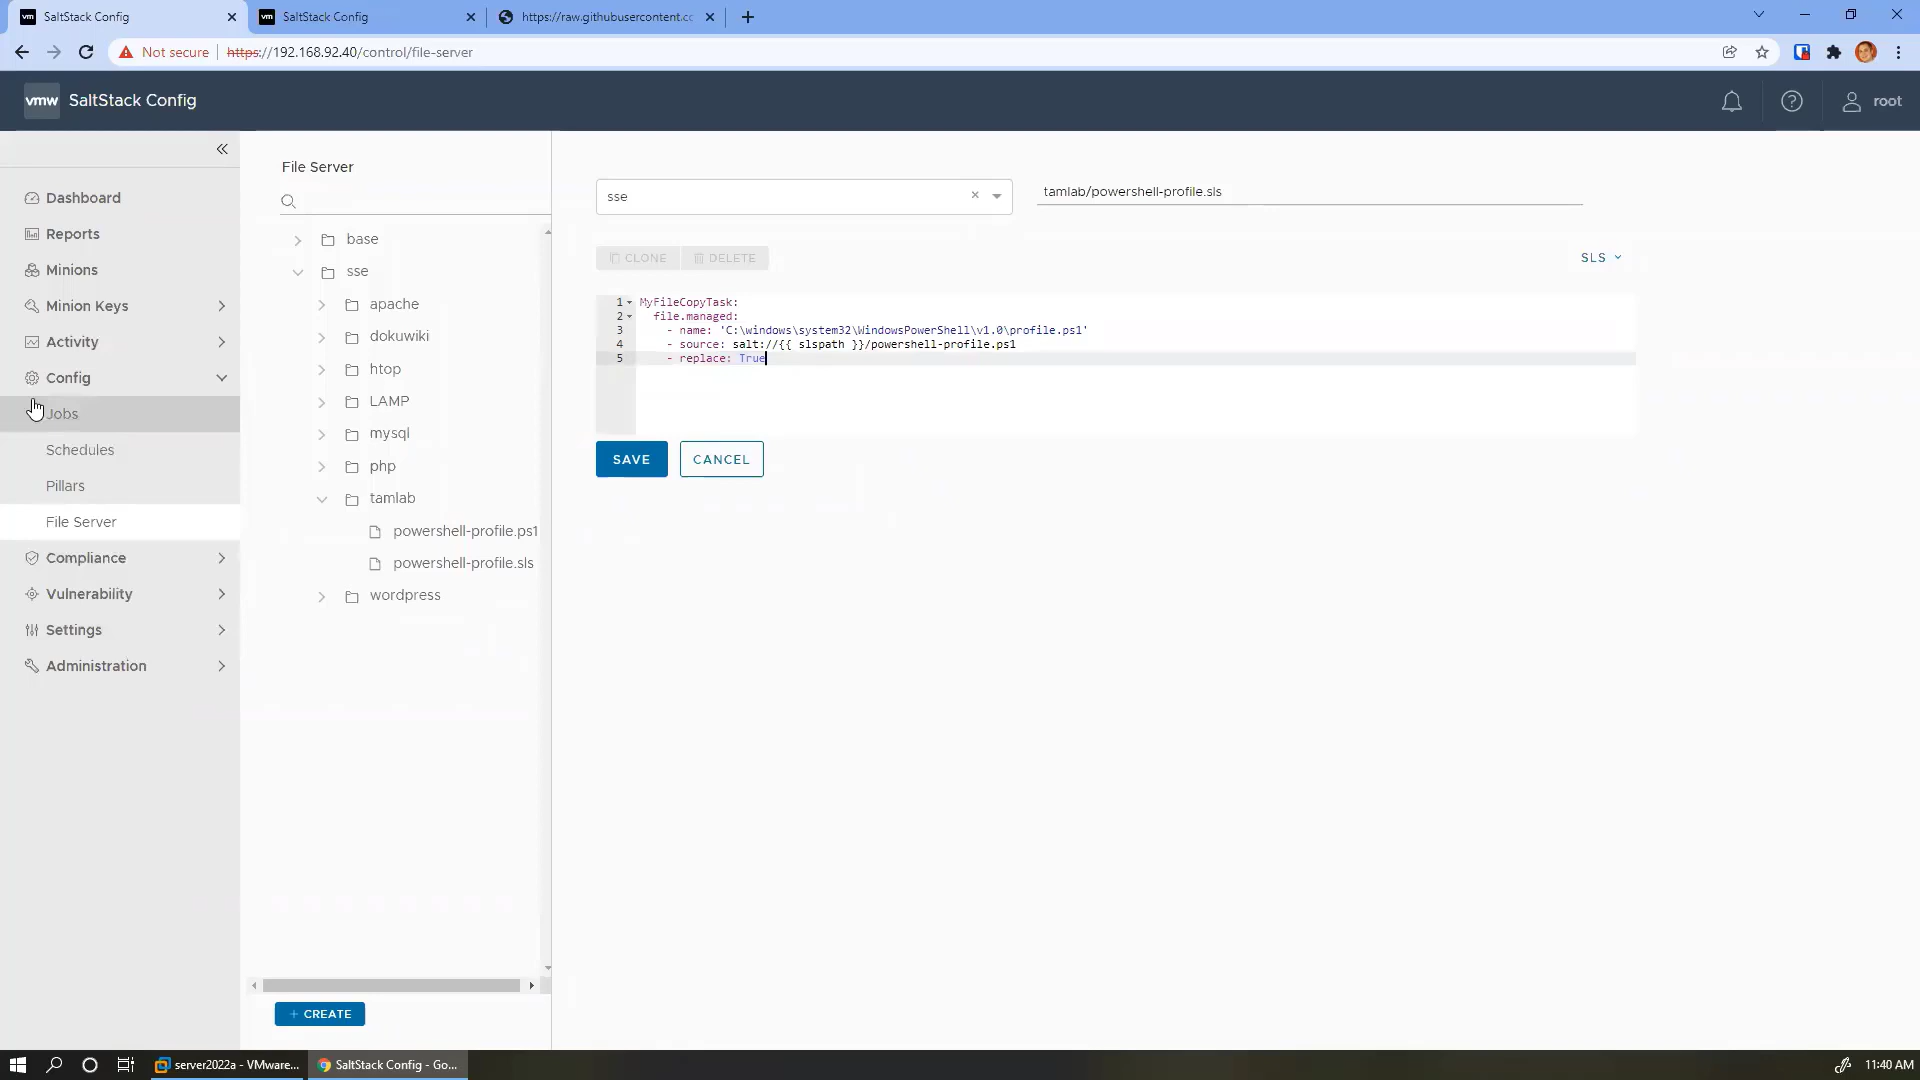 SaltStack Config
SaltStack Config
https://raw.githubusercontent.cc
Not secure
https://192.168.92.40/control/file-server
vmw
SaltStack Config
root
Dashboard
Reports
Minions
Minion Keys
Activity
Config
Jobs
Schedules
Pillars
File Server
Compliance
Vulnerability
Settings
Administration
File Server
base
sse
apache
dokuwiki
htop
LAMP
mysql
php
tamlab
powershell-profile.ps1
powershell-profile.sls
wordpress
+ CREATE
sse
tamlab/powershell-profile.sls
CLONE
DELETE
SLS
1 MyFileCopyTask:
2 file.managed:
3 - name: 'C:\windows\system32\WindowsPowerShell\v1.0\profile.ps1'
4 - source: salt://{{ slspath }}/powershell-profile.ps1
5 - replace: True
SAVE
CANCEL
server2022a - VMware...
SaltStack Config - Go...
11:40 AM